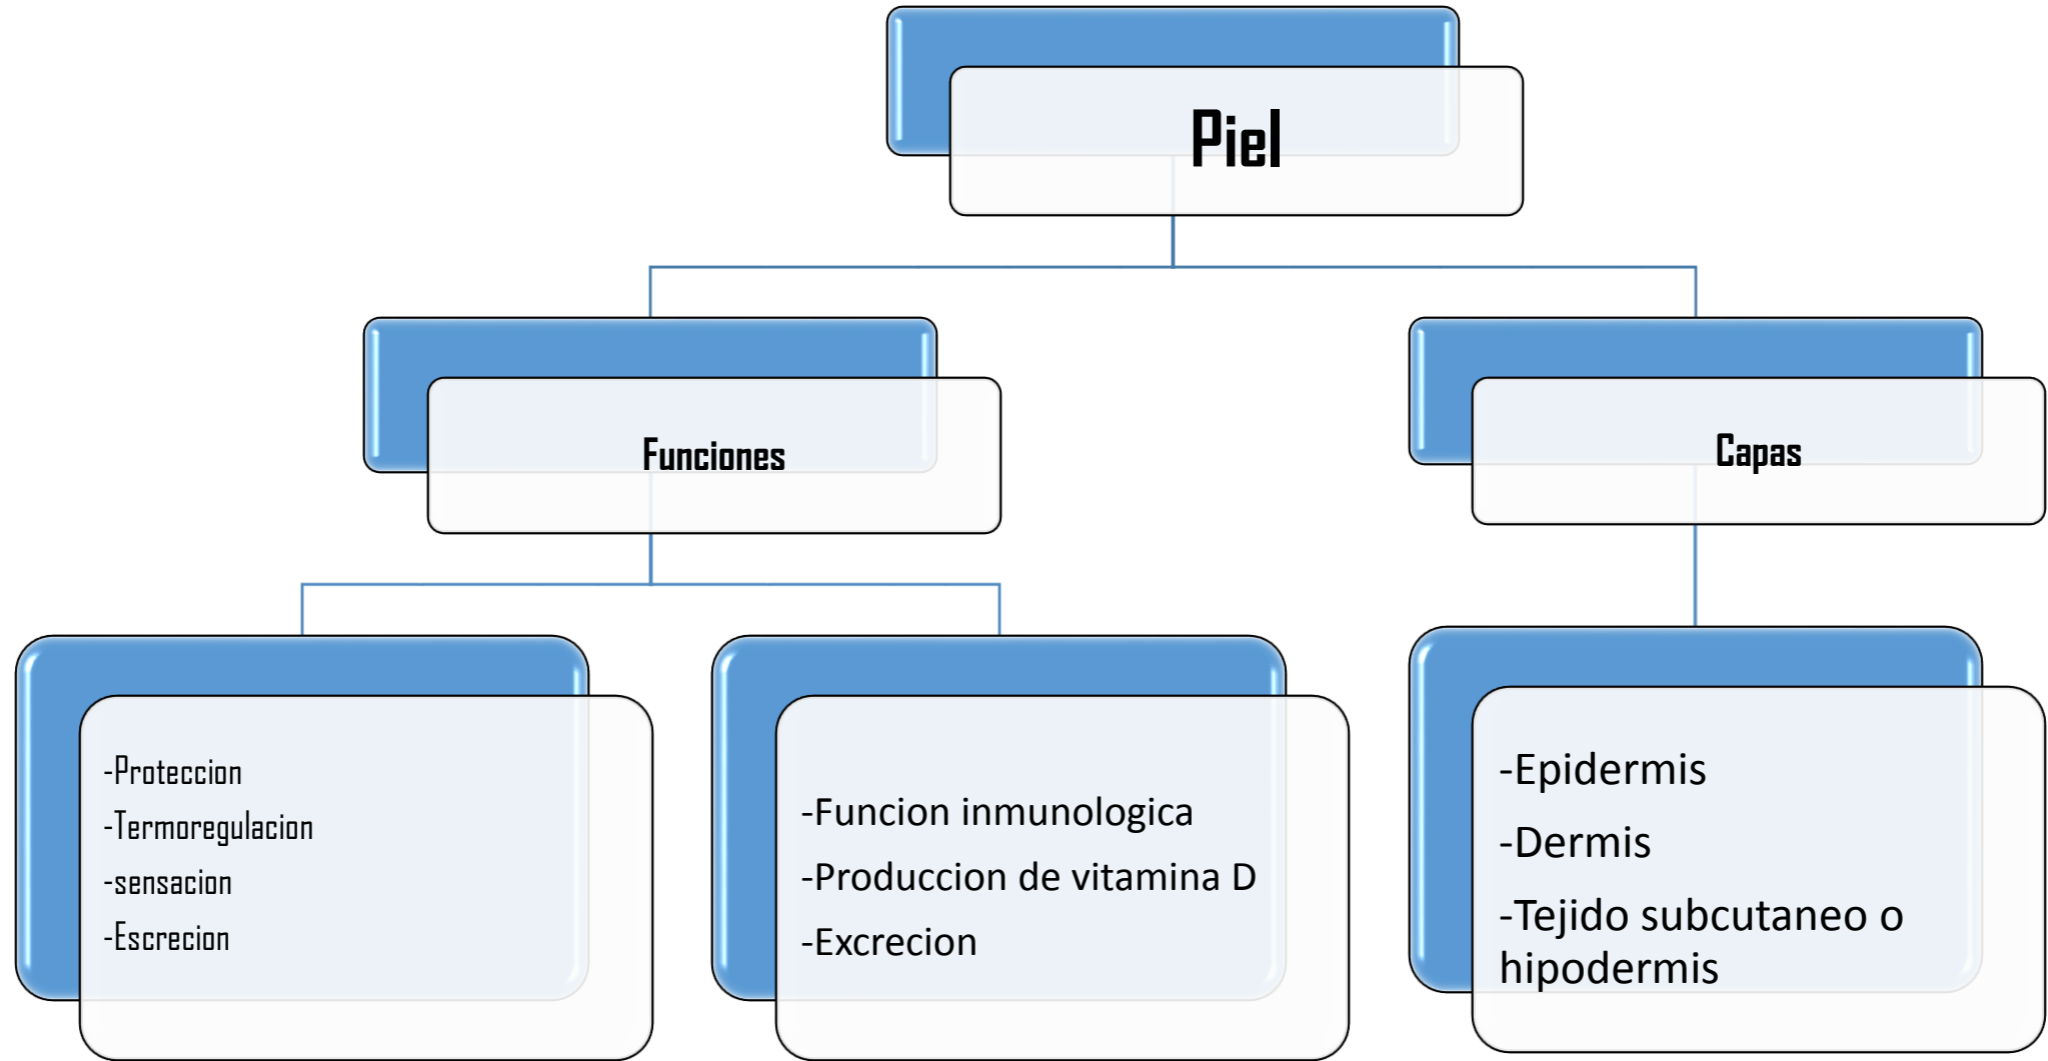 Piel
Funciones
Capas
-Proteccion
-Termoregulacion
-sensacion
-Escrecion
-Funcion inmunologica
-Produccion de vitamina D
-Excrecion
-Epidermis
-Dermis
-Tejido subcutaneo o
hipodermis